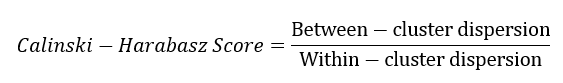 Calinski − Harabasz Score = Between − cluster dispersion / Within − cluster dispersion